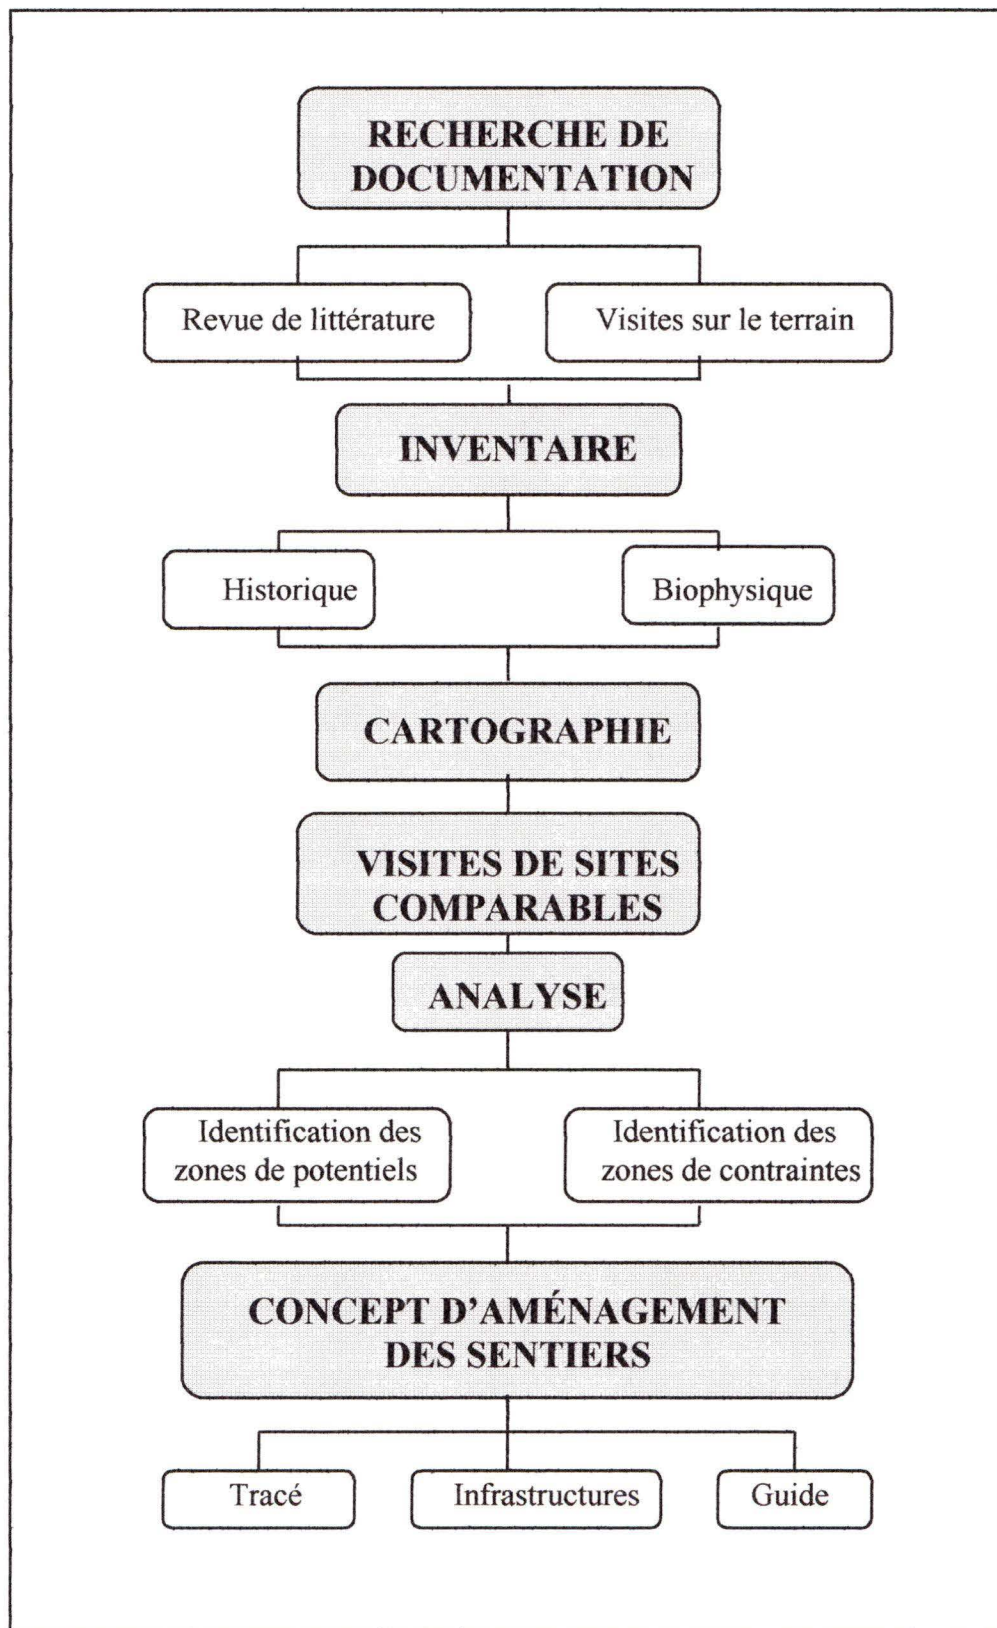 RECHERCHE DE
DOCUMENTATION
Revue de littérature
Visites sur le terrain
INVENTAIRE
Historique
Biophysique
CARTOGRAPHIE
VISITES DE SITES
COMPARABLES
ANALYSE
Identification des
zones de potentiels
Identification des
zones de contraintes
CONCEPT D'AMÉNAGEMENT
DES SENTIERS
Tracé
Infrastructures
Guide